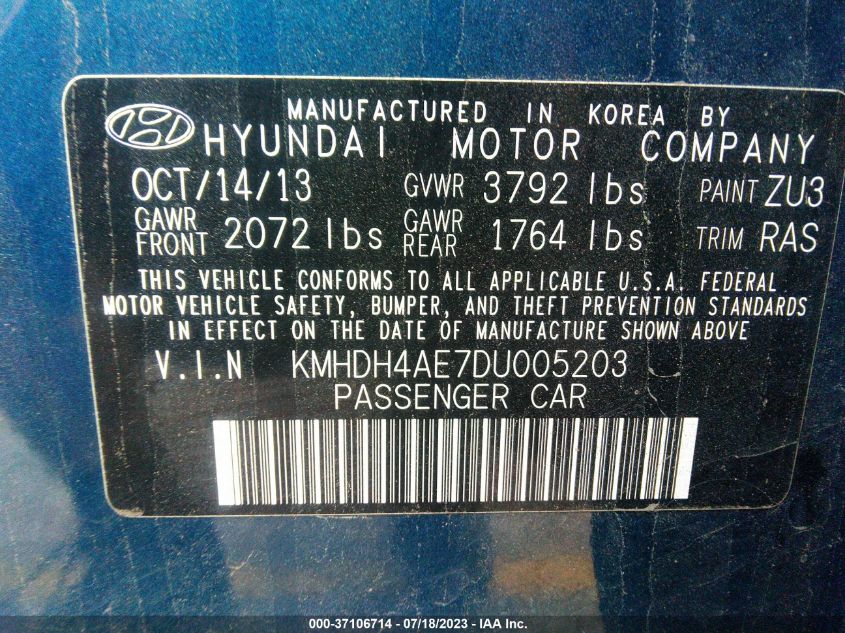 MANUFACTURED IN KOREA BY
HYUNDAI MOTOR COMPANY
OCT/14/13 GVWR 3792 lbs PAINT ZU3
GAWR FRONT 2072 lbs GAWR REAR 1764 lbs TRIM RAS
THIS VEHICLE CONFORMS TO ALL APPLICABLE U.S.A. FEDERAL
MOTOR VEHICLE SAFETY, BUMPER, AND THEFT PREVENTION STANDARDS
IN EFFECT ON THE DATE OF MANUFACTURE SHOWN ABOVE
V.I.N KMHDH4AE7DU005203
PASSENGER CAR
000-37106714 - 07/18/2023 - IAAI Inc.